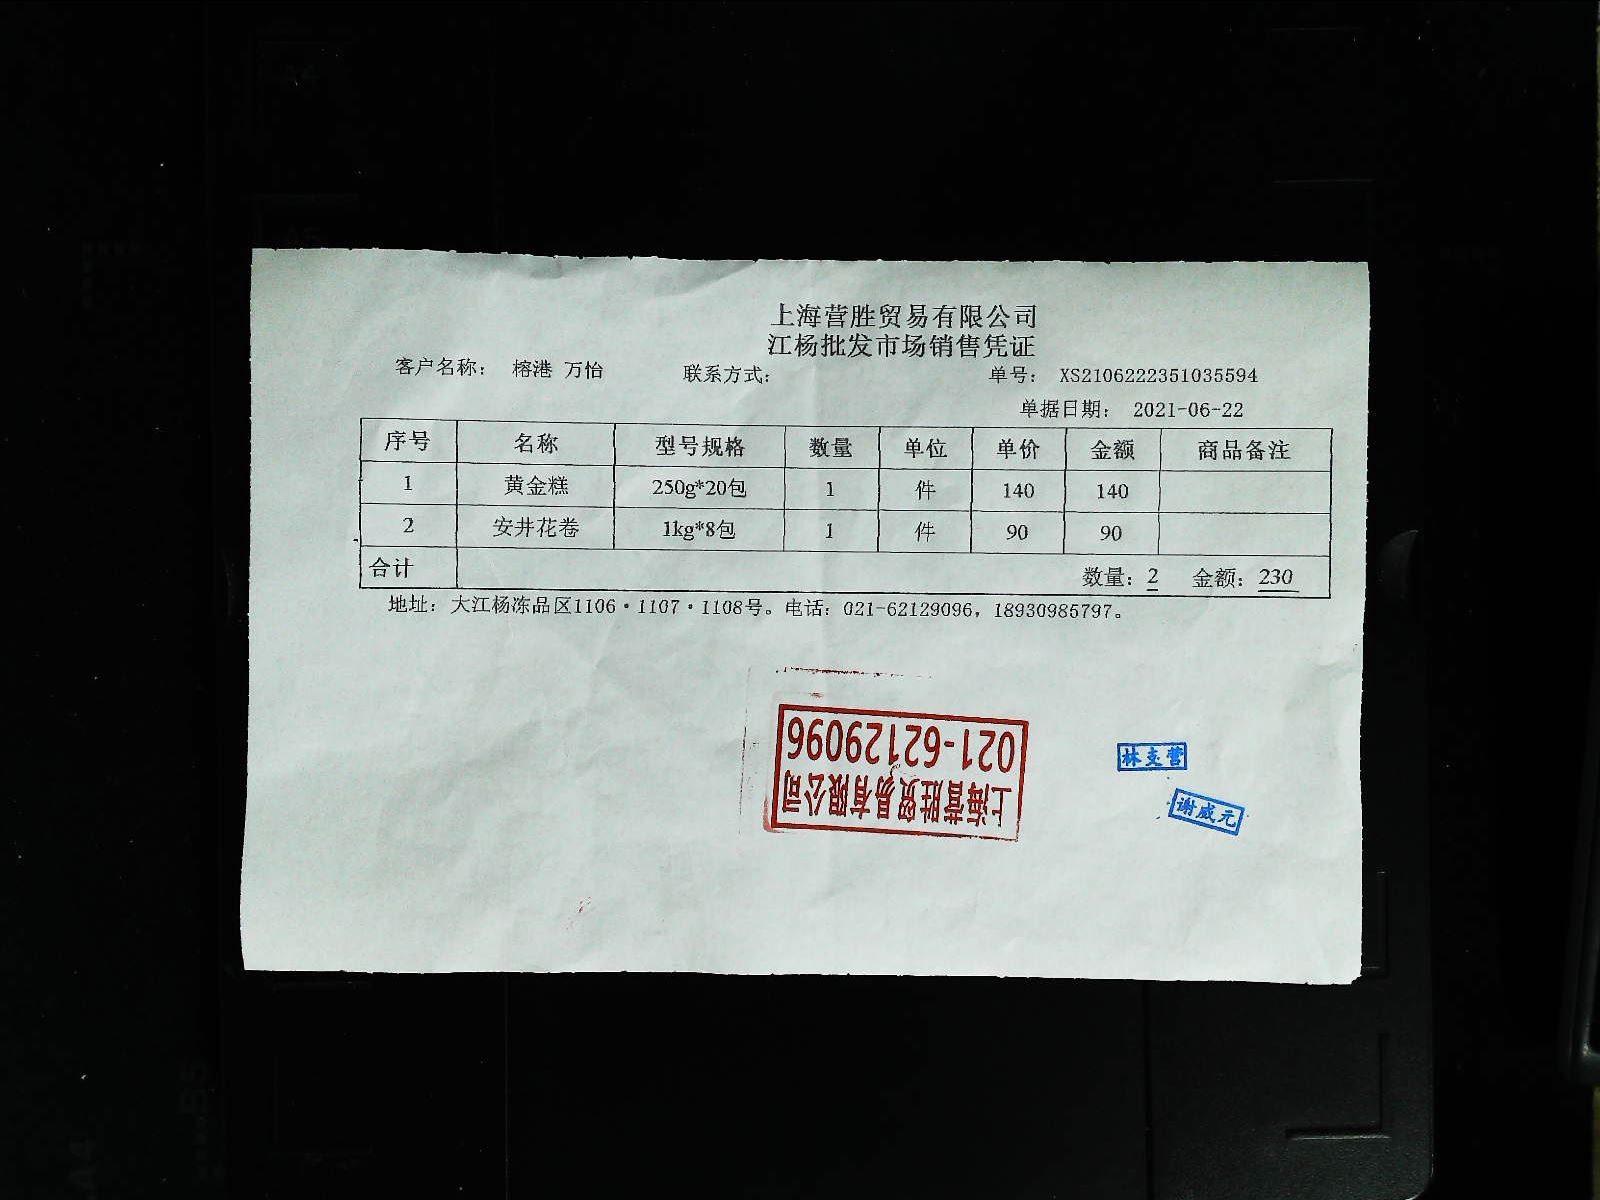 上海营胜贸易有限公司
江杨批发市场销售凭证
客户名称： 榕港 万怡 联系方式： 单号： XS2106222351035594
单据日期： 2021-06-22
序号 名称 型号规格 数量 单位 单价 金额 商品备注
1 黄金糕 250g*20包 1 件 140 140
2 安井花卷 1kg*8包 1 件 90 90
合计 数量：2 金额：230
地址：大江杨冻品区1106·1107·1108号。电话：021-62129096，18930985797。
上海营胜贸易有限公司
021-62129096
林支营
谢威元